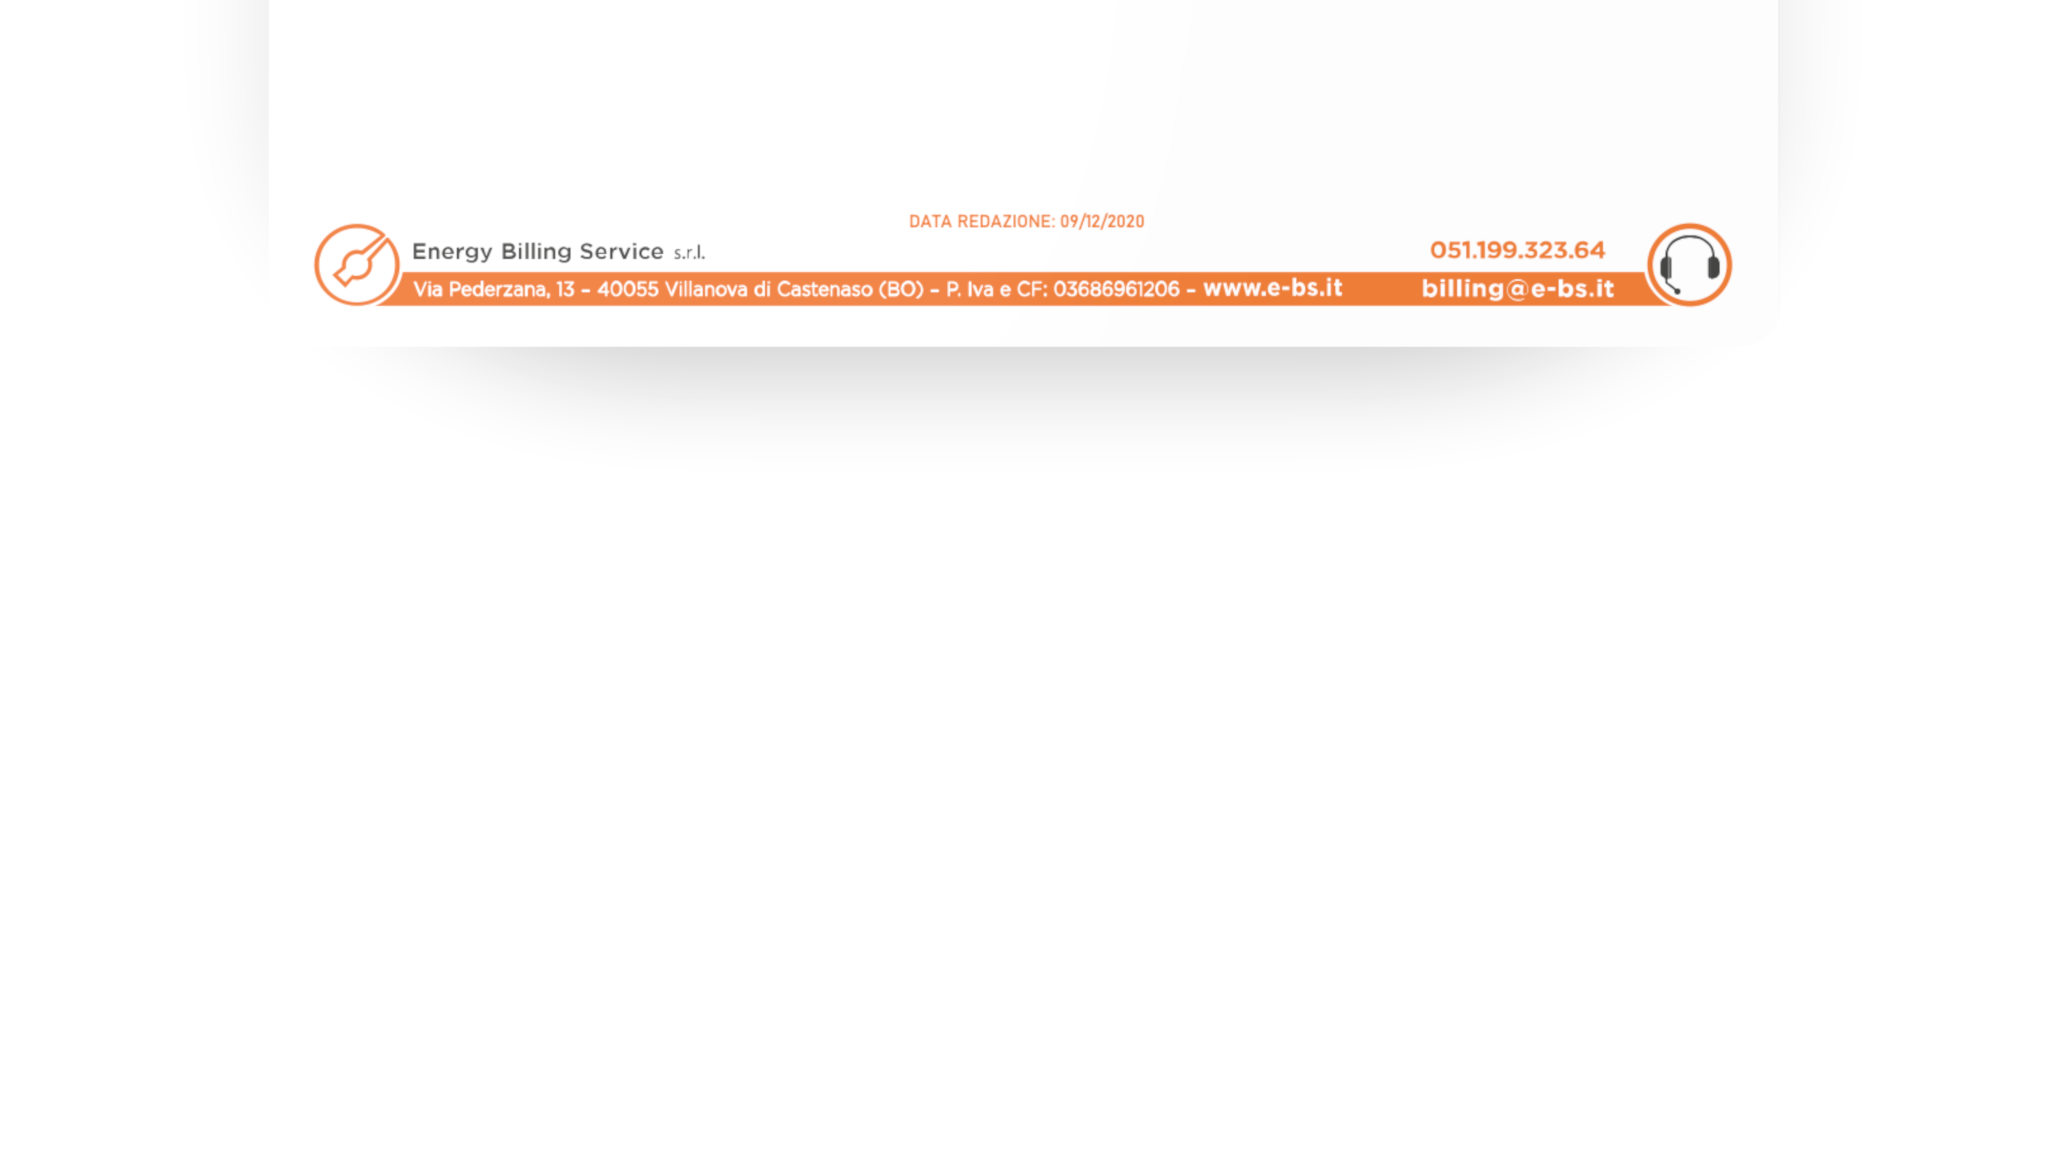 DATA REDAZIONE: 09/12/2020
Energy Billing Service s.r.l.
051.199.323.64
Via Pederzana, 13 – 40055 Villanova di Castenaso (BO) – P. Iva e CF: 03686961206 – www.e-bs.it
billing@e-bs.it